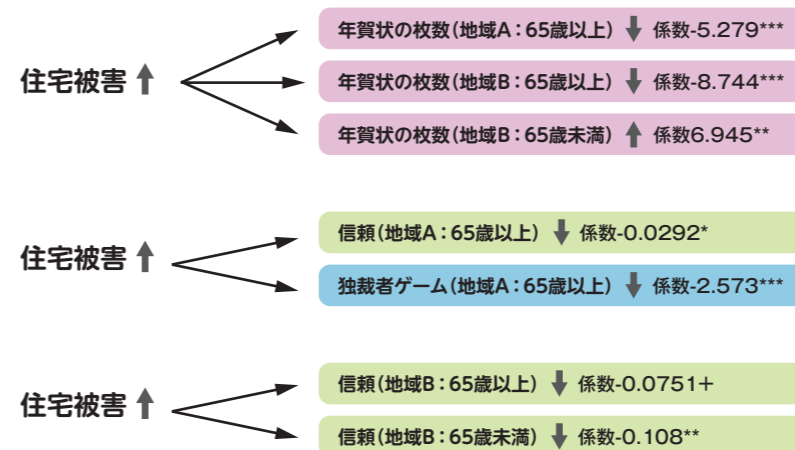 住宅被害↑
年賀状の枚数(地域A：65歳以上)↓ 係数-5.279***
年賀状の枚数(地域B：65歳以上)↓ 係数-8.744***
年賀状の枚数(地域B：65歳未満)↑ 係数6.945**
住宅被害↑
信頼(地域A：65歳以上)↓ 係数-0.0292*
独裁者ゲーム(地域A：65歳以上)↓ 係数-2.573***
住宅被害↑
信頼(地域B：65歳以上)↓ 係数-0.0751+
信頼(地域B：65歳未満)↓ 係数-0.108**